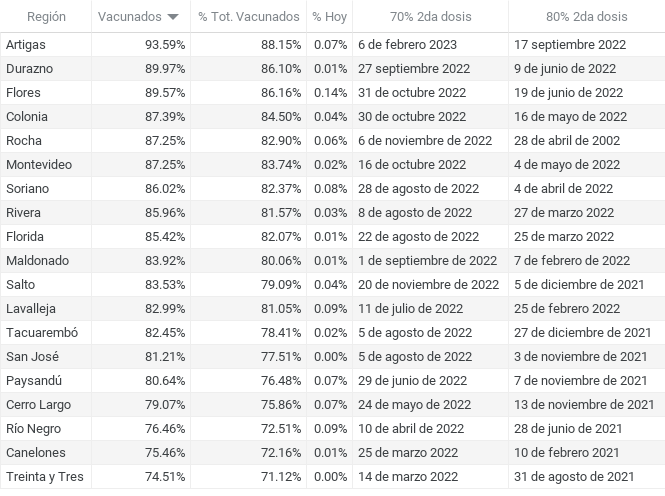 Región Vacunados % Tot. Vacunados % Hoy 70% 2da dosis 80% 2da dosis
Artigas 93.59% 88.15% 0.07% 6 de febrero 2023 17 septiembre 2022
Durazno 89.97% 86.10% 0.01% 27 septiembre 2022 9 de junio de 2022
Flores 89.57% 86.16% 0.14% 31 de octubre 2022 19 de junio de 2022
Colonia 87.39% 84.50% 0.04% 30 de octubre 2022 16 de mayo de 2022
Rocha 87.25% 82.90% 0.06% 6 de noviembre de 2022 28 de abril de 2002
Montevideo 87.25% 83.74% 0.02% 16 de octubre 2022 4 de mayo de 2022
Soriano 86.02% 82.37% 0.08% 28 de agosto de 2022 4 de abril de 2022
Rivera 85.96% 81.57% 0.03% 8 de agosto de 2022 27 de marzo 2022
Florida 85.42% 82.07% 0.01% 22 de agosto de 2022 25 de marzo 2022
Maldonado 83.92% 80.06% 0.01% 1 de septiembre de 2022 7 de febrero de 2022
Salto 83.53% 79.09% 0.04% 20 de noviembre de 2022 5 de diciembre de 2021
Lavalleja 82.99% 81.05% 0.09% 11 de julio de 2022 25 de febrero 2022
Tacuarembó 82.45% 78.41% 0.02% 5 de agosto de 2022 27 de diciembre de 2021
San José 81.21% 77.51% 0.00% 5 de agosto de 2022 3 de noviembre de 2021
Paysandú 80.64% 76.48% 0.07% 29 de junio de 2022 7 de noviembre de 2021
Cerro Largo 79.07% 75.86% 0.07% 24 de mayo de 2022 13 de noviembre de 2021
Río Negro 76.46% 72.51% 0.09% 10 de abril de 2022 28 de junio de 2021
Canelones 75.46% 72.16% 0.01% 25 de marzo 2022 10 de febrero 2021
Treinta y Tres 74.51% 71.12% 0.00% 14 de marzo 2022 31 de agosto de 2021